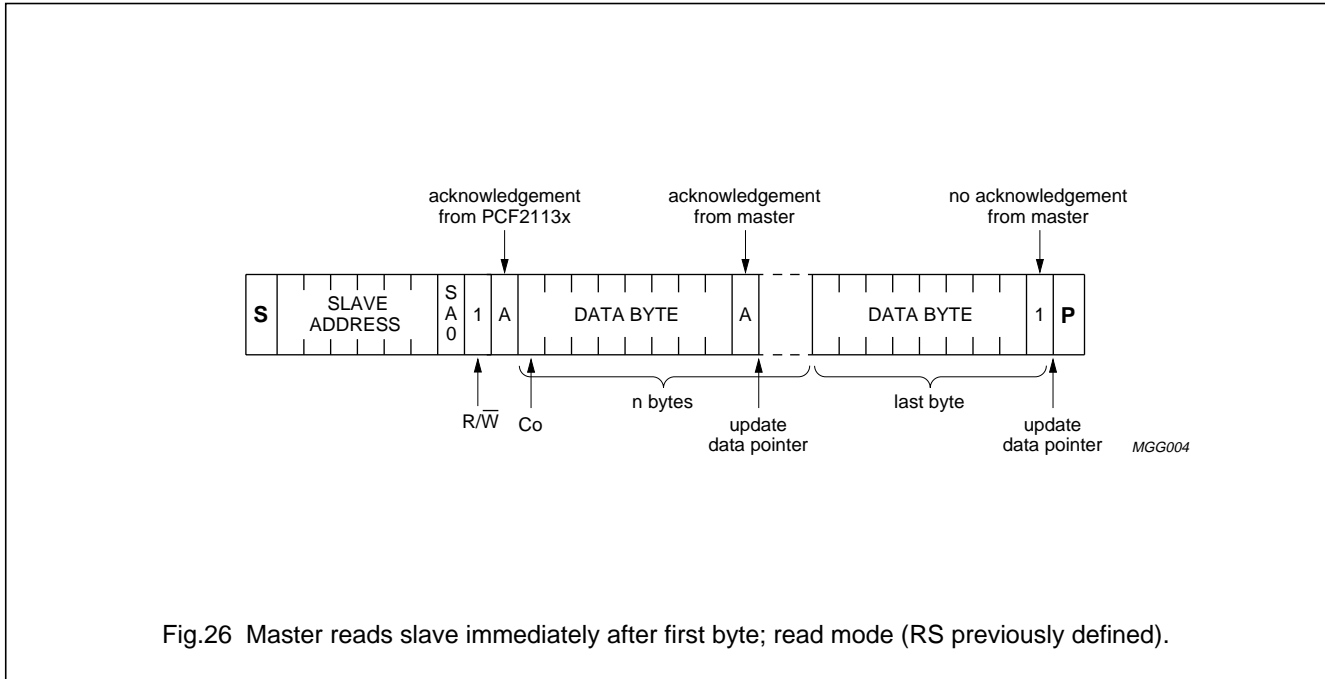 acknowledgement
from PCF2113x
acknowledgement
from master
no acknowledgement
from master
S
SLAVE
ADDRESS
S
A
0
1
A
DATA BYTE
A
DATA BYTE
1
P
R/W̅
Co
n bytes
update
data pointer
last byte
update
data pointer
MGG004
Fig.26 Master reads slave immediately after first byte; read mode (RS previously defined).